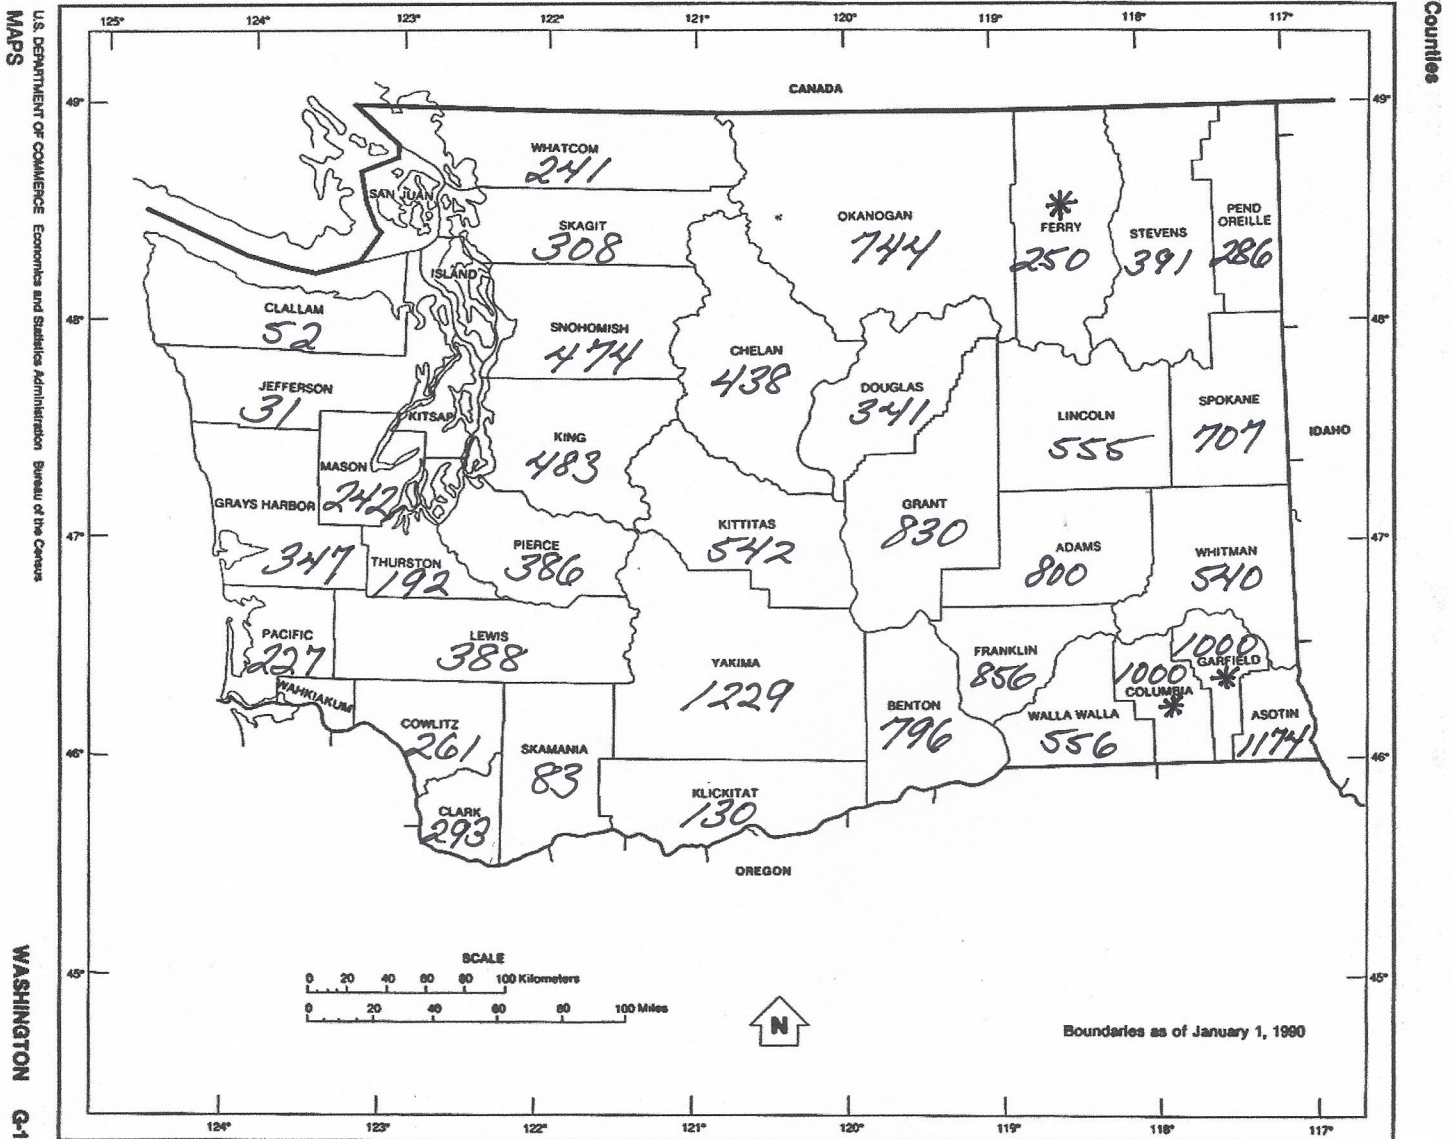 Counties
U.S. DEPARTMENT OF COMMERCE Economics and Statistics Administration Bureau of the Census
MAPS
WASHINGTON G-1
125° 124° 123° 122° 121° 120° 119° 118° 117°
49° 49°
48° 48°
47° 47°
46° 46°
45° 45°
CANADA
WHATCOM
241
SAN JUAN
SKAGIT
308
OKANOGAN
744
FERRY
250
STEVENS
391
PEND
OREILLE
286
ISLAND
CLALLAM
52
SNOHOMISH
474
CHELAN
438
DOUGLAS
341
JEFFERSON
31
KITSAP
KING
483
LINCOLN
555
SPOKANE
707
IDAHO
MASON
242
GRAYS HARBOR
347
GRANT
830
KITTITAS
542
THURSTON
192
PIERCE
386
ADAMS
800
WHITMAN
540
PACIFIC
227
LEWIS
388
YAKIMA
1229
FRANKLIN
856
1000
GARFIELD
1000
COLUMBIA
WAHKIAKUM
COWLITZ
261
SKAMANIA
83
BENTON
796
WALLA WALLA
556
ASOTIN
1174
CLARK
293
KLICKITAT
130
OREGON
SCALE
0 20 40 60 80 100 Kilometers
0 20 40 60 80 100 Miles
N
Boundaries as of January 1, 1990
124° 123° 122° 121° 120° 119° 118° 117°